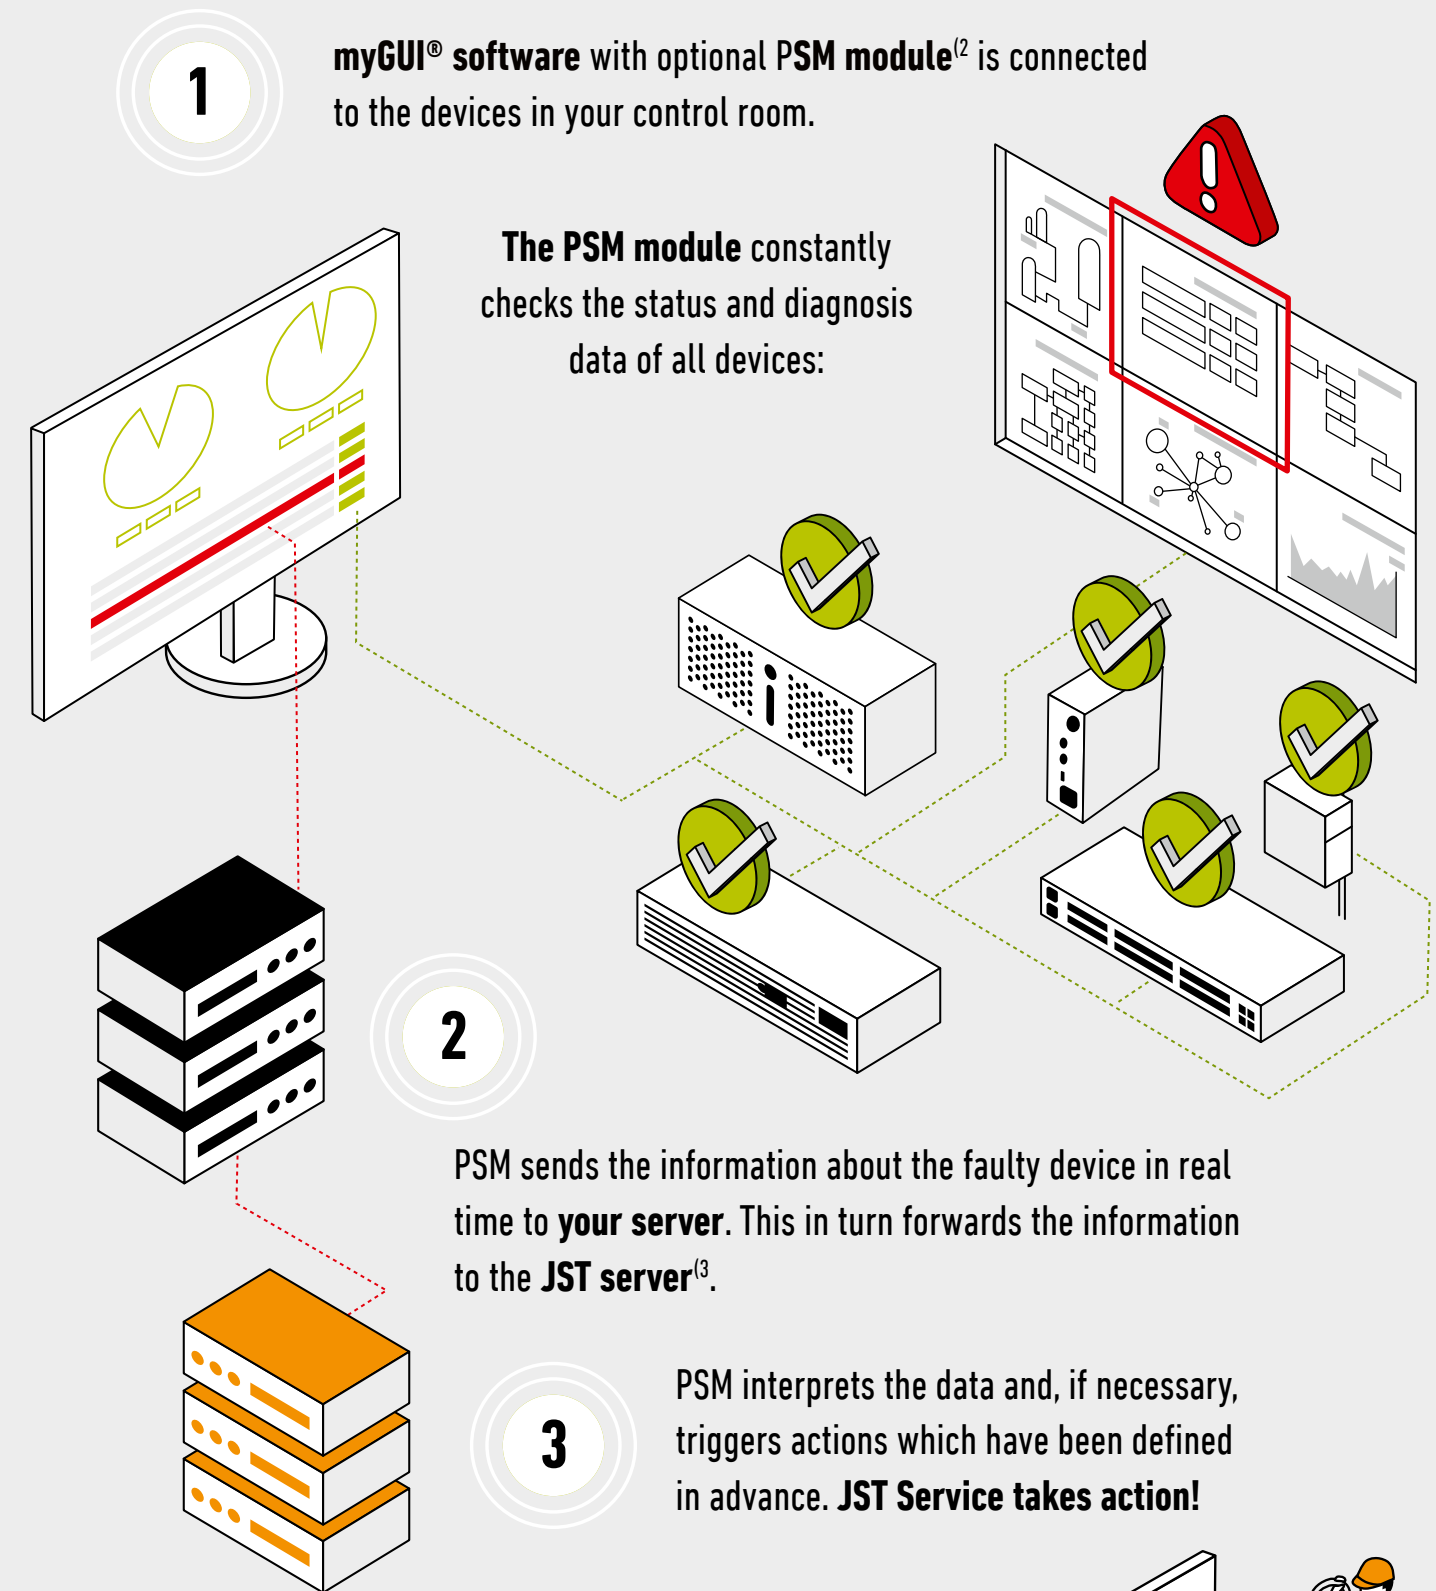 1
myGUI® software with optional PSM module(2 is connected
to the devices in your control room.
The PSM module constantly
checks the status and diagnosis
data of all devices:
2
PSM sends the information about the faulty device in real
time to your server. This in turn forwards the information
to the JST server(3.
3
PSM interprets the data and, if necessary,
triggers actions which have been defined
in advance. JST Service takes action!